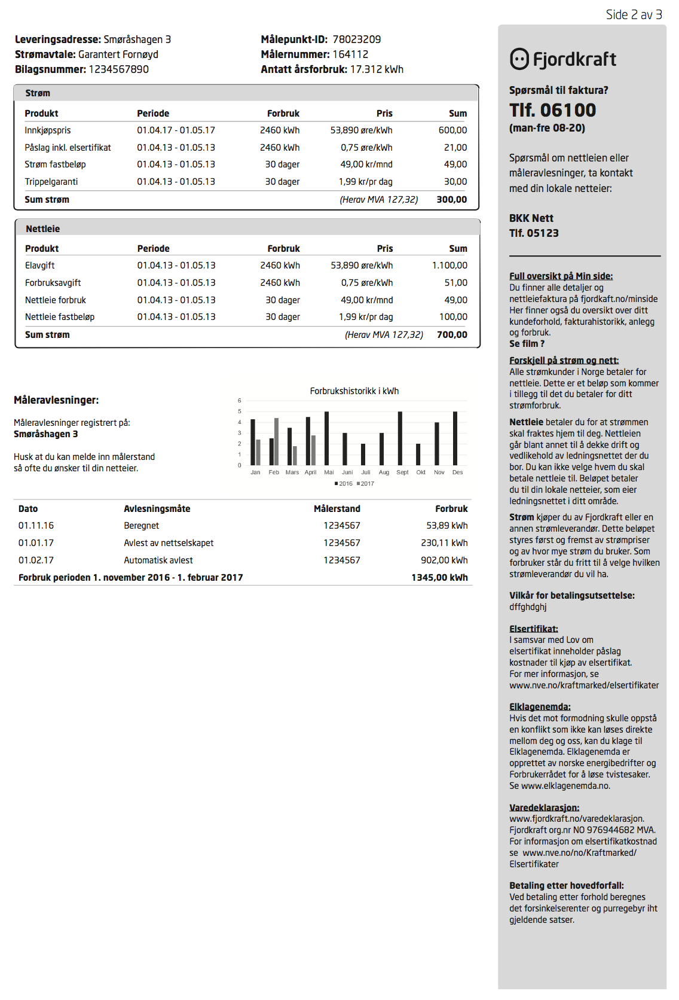 Side 2 av 3
Leveringsadresse: Smøråshagen 3
Strømavtale: Garantert Fornøyd
Bilagsnummer: 1234567890
Målepunkt-ID: 78023209
Målernummer: 164112
Antatt årsforbruk: 17.312 kWh
Strøm
Produkt Periode Forbruk Pris Sum
Innkjøpspris 01.04.17 - 01.05.17 2460 kWh 53,890 øre/kWh 600,00
Påslag inkl. elsertifikat 01.04.13 - 01.05.13 2460 kWh 0,75 øre/kWh 21,00
Strøm fastbeløp 01.04.13 - 01.05.13 30 dager 49,00 kr/mnd 49,00
Trippelgaranti 01.04.13 - 01.05.13 30 dager 1,99 kr/pr dag 30,00
Sum strøm (Herav MVA 127,32) 300,00
Nettleie
Produkt Periode Forbruk Pris Sum
Elavgift 01.04.13 - 01.05.13 2460 kWh 53,890 øre/kWh 1.100,00
Forbruksavgift 01.04.13 - 01.05.13 2460 kWh 0,75 øre/kWh 51,00
Nettleie forbruk 01.04.13 - 01.05.13 30 dager 49,00 kr/mnd 49,00
Nettleie fastbeløp 01.04.13 - 01.05.13 30 dager 1,99 kr/pr dag 100,00
Sum strøm (Herav MVA 127,32) 700,00
Måleravlesninger:
Måleravlesninger registrert på:
Smøråshagen 3
Husk at du kan melde inn målerstand
så ofte du ønsker til din netteier.
Forbrukshistorikk i kWh
6
5
4
3
2
1
0
Jan Feb Mars April Mai Juni Juli Aug Sept Okt Nov Des
2016 2017
Dato Avlesningsmåte Målerstand Forbruk
01.11.16 Beregnet 1234567 53,89 kWh
01.01.17 Avlest av nettselskapet 1234567 230,11 kWh
01.02.17 Automatisk avlest 1234567 902,00 kWh
Forbruk perioden 1. november 2016 - 1. februar 2017 1345,00 kWh
Fjordkraft
Spørsmål til faktura?
Tlf. 06100
(man-fre 08-20)
Spørsmål om nettleien eller
måleravlesninger, ta kontakt
med din lokale netteier:
BKK Nett
Tlf. 05123
Full oversikt på Min side:
Du finner alle detaljer og
nettleiefaktura på fjordkaft.no/minside
Her finner også du oversikt over ditt
kundeforhold, fakturahistorikk, anlegg
og forbruk.
Se film ?
Forskjell på strøm og nett:
Alle strømkunder i Norge betaler for
nettleie. Dette er et beløp som kommer
i tillegg til det du betaler for ditt
strømforbruk.
Nettleie betaler du for at strømmen
skal fraktes hjem til deg. Nettleien
går blant annet til å dekke drift og
vedlikehold av ledningsnettet der du
bor. Du kan ikke velge hvem du skal
betale nettleie til. Beløpet betaler
du til din lokale netteier, som eier
ledningsnettet i ditt område.
Strøm kjøper du av Fjordkraft eller en
annen strømleverandør. Dette beløpet
styres først og fremst av strømpriser
og av hvor mye strøm du bruker. Som
forbruker står du fritt til å velge hvilken
strømleverandør du vil ha.
Vilkår for betalingsutsettelse:
dffghdghj
Elsertifikat:
I samsvar med Lov om
elsertifikat inneholder påslag
kostnader til kjøp av elsertifikat.
For mer informasjon, se
www.nve.no/kraftmarked/elsertifikater
Elklagenemda:
Hvis det mot formodning skulle oppstå
en konflikt som ikke kan løses direkte
mellom deg og oss, kan du klage til
Elklagenemda. Elklagenemda er
opprettet av norske energibedrifter og
Forbrukerrådet for å løse tvistesaker.
Se www.elklagenemda.no.
Varedeklarasjon:
www.fjordkraft.no/varedeklarasjon.
Fjordkraft org.nr NO 976944682 MVA.
For informasjon om elsertifikatkostnad
se www.nve.no/no/Kraftmarked/
Elsertifikater
Betaling etter hovedforfall:
Ved betaling etter forhold beregnes
det forsinkelserenter og purregebyr iht
gjeldende satser.